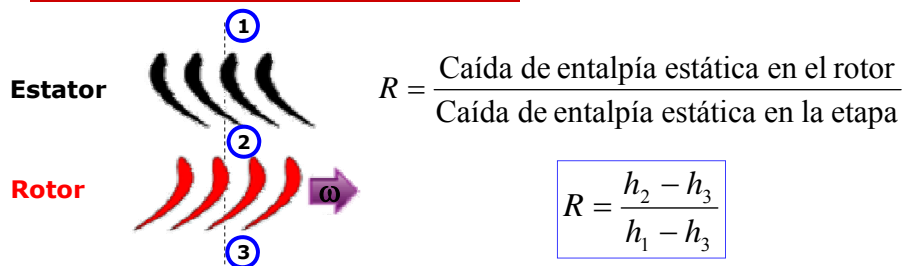 1
Estator
R = Caída de entalpía estática en el rotor / Caída de entalpía estática en la etapa
2
Rotor
ω
R = h₂ − h₃ / h₁ − h₃
3